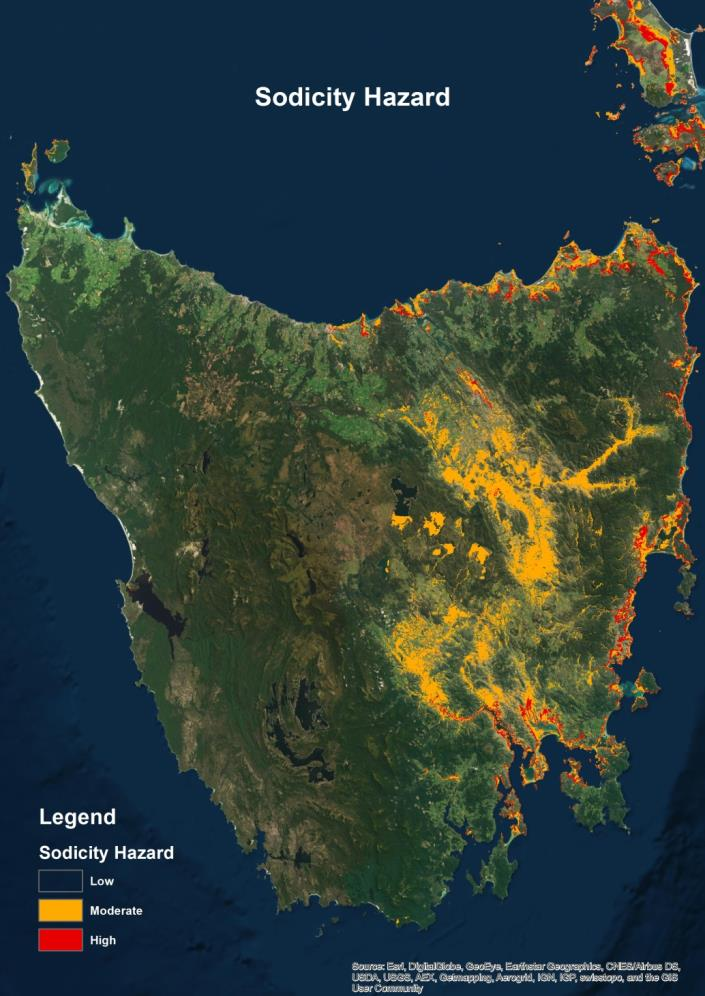 Sodicity Hazard
Legend
Sodicity Hazard
Low
Moderate
High
Source: Esri, DigitalGlobe, GeoEye, Earthstar Geographics, CNES/Airbus DS,
USDA, USGS, AEX, Getmapping, Aerogrid, IGN, IGP, swisstopo, and the GIS
User Community